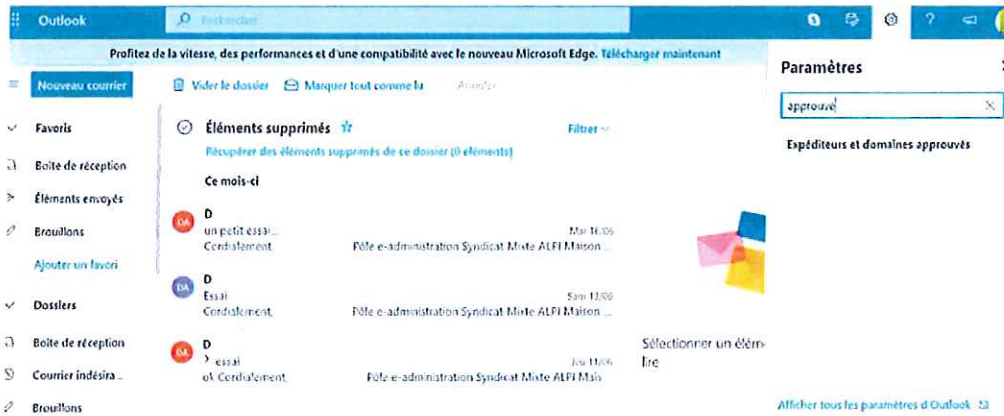 Outlook
Rechercher
Profitez de la vitesse, des performances et d'une compatibilité avec le nouveau Microsoft Edge. Télécharger maintenant
Nouveau courrier
Vider le dossier
Marquer tout comme lu
Annuler
Favoris
Boîte de réception
Éléments envoyés
Brouillons
Ajouter un favori
Dossiers
Boîte de réception
Courrier indésira...
Brouillons
Éléments supprimés
Filtrer
Récupérer des éléments supprimés de ce dossier (0 éléments)
Ce mois-ci
DA
D
un petit essai...
Mar 16/06
Cordialement, Pôle e-administration Syndicat Mixte ALPI Maison ...
DA
D
Essai
Sam 13/06
Cordialement, Pôle e-administration Syndicat Mixte ALPI Maison ...
DA
D
> essai
Jeu 11/06
ok Cordialement, Pôle e-administration Syndicat Mixte ALPI Mais
Sélectionner un élém
lire
Paramètres
approuvé
Expéditeurs et domaines approuvés
Afficher tous les paramètres d'Outlook